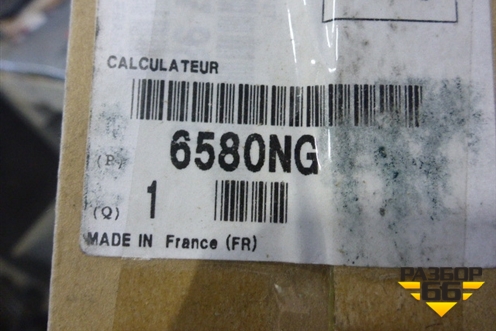 CALCULATEUR
(P) 6580NG
(Q) 1
MADE IN France (FR)
РАЗБОР
66